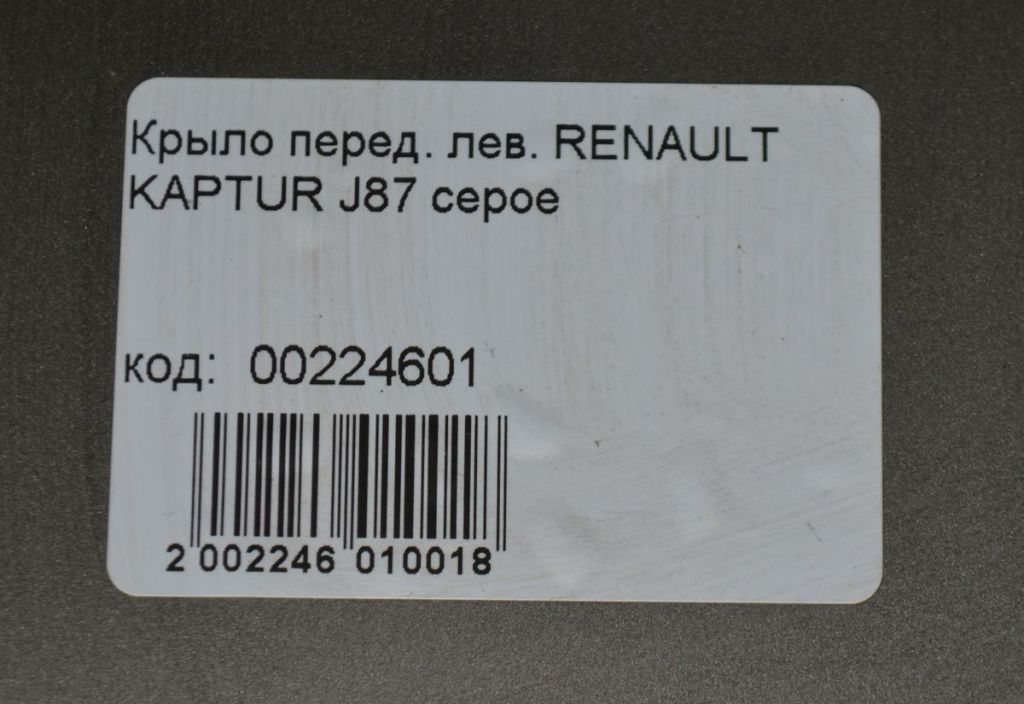 Крыло перед. лев. RENAULT
KAPTUR J87 серое
код: 00224601
2 002246 010018